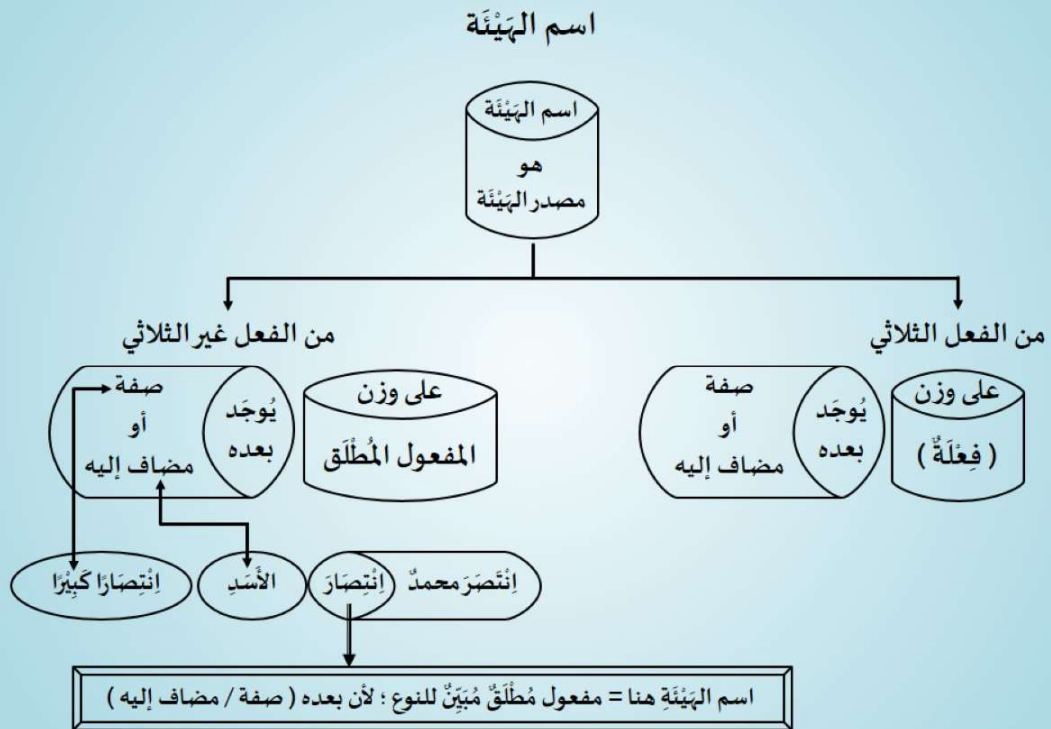 اسم الهَيْئَة
اسم الهَيْئَة
هو
مصدر الهَيْئَة
من الفعل الثلاثي
على وزن
( فِعْلَةٌ )
يُوجَد
بعده
صفة
أو
مضاف إليه
من الفعل غير الثلاثي
على وزن
المفعول المُطْلَق
يُوجَد
بعده
صفة
أو
مضاف إليه
اِنْتَصَرَ محمدٌ
اِنْتِصَارَ
الأَسَدِ
اِنْتِصَارًا كَبِيْرًا
اسم الهَيْئَةِ هنا = مفعول مُطْلَقٌ مُبَيِّنٌ للنوع ؛ لأن بعده ( صفة / مضاف إليه )